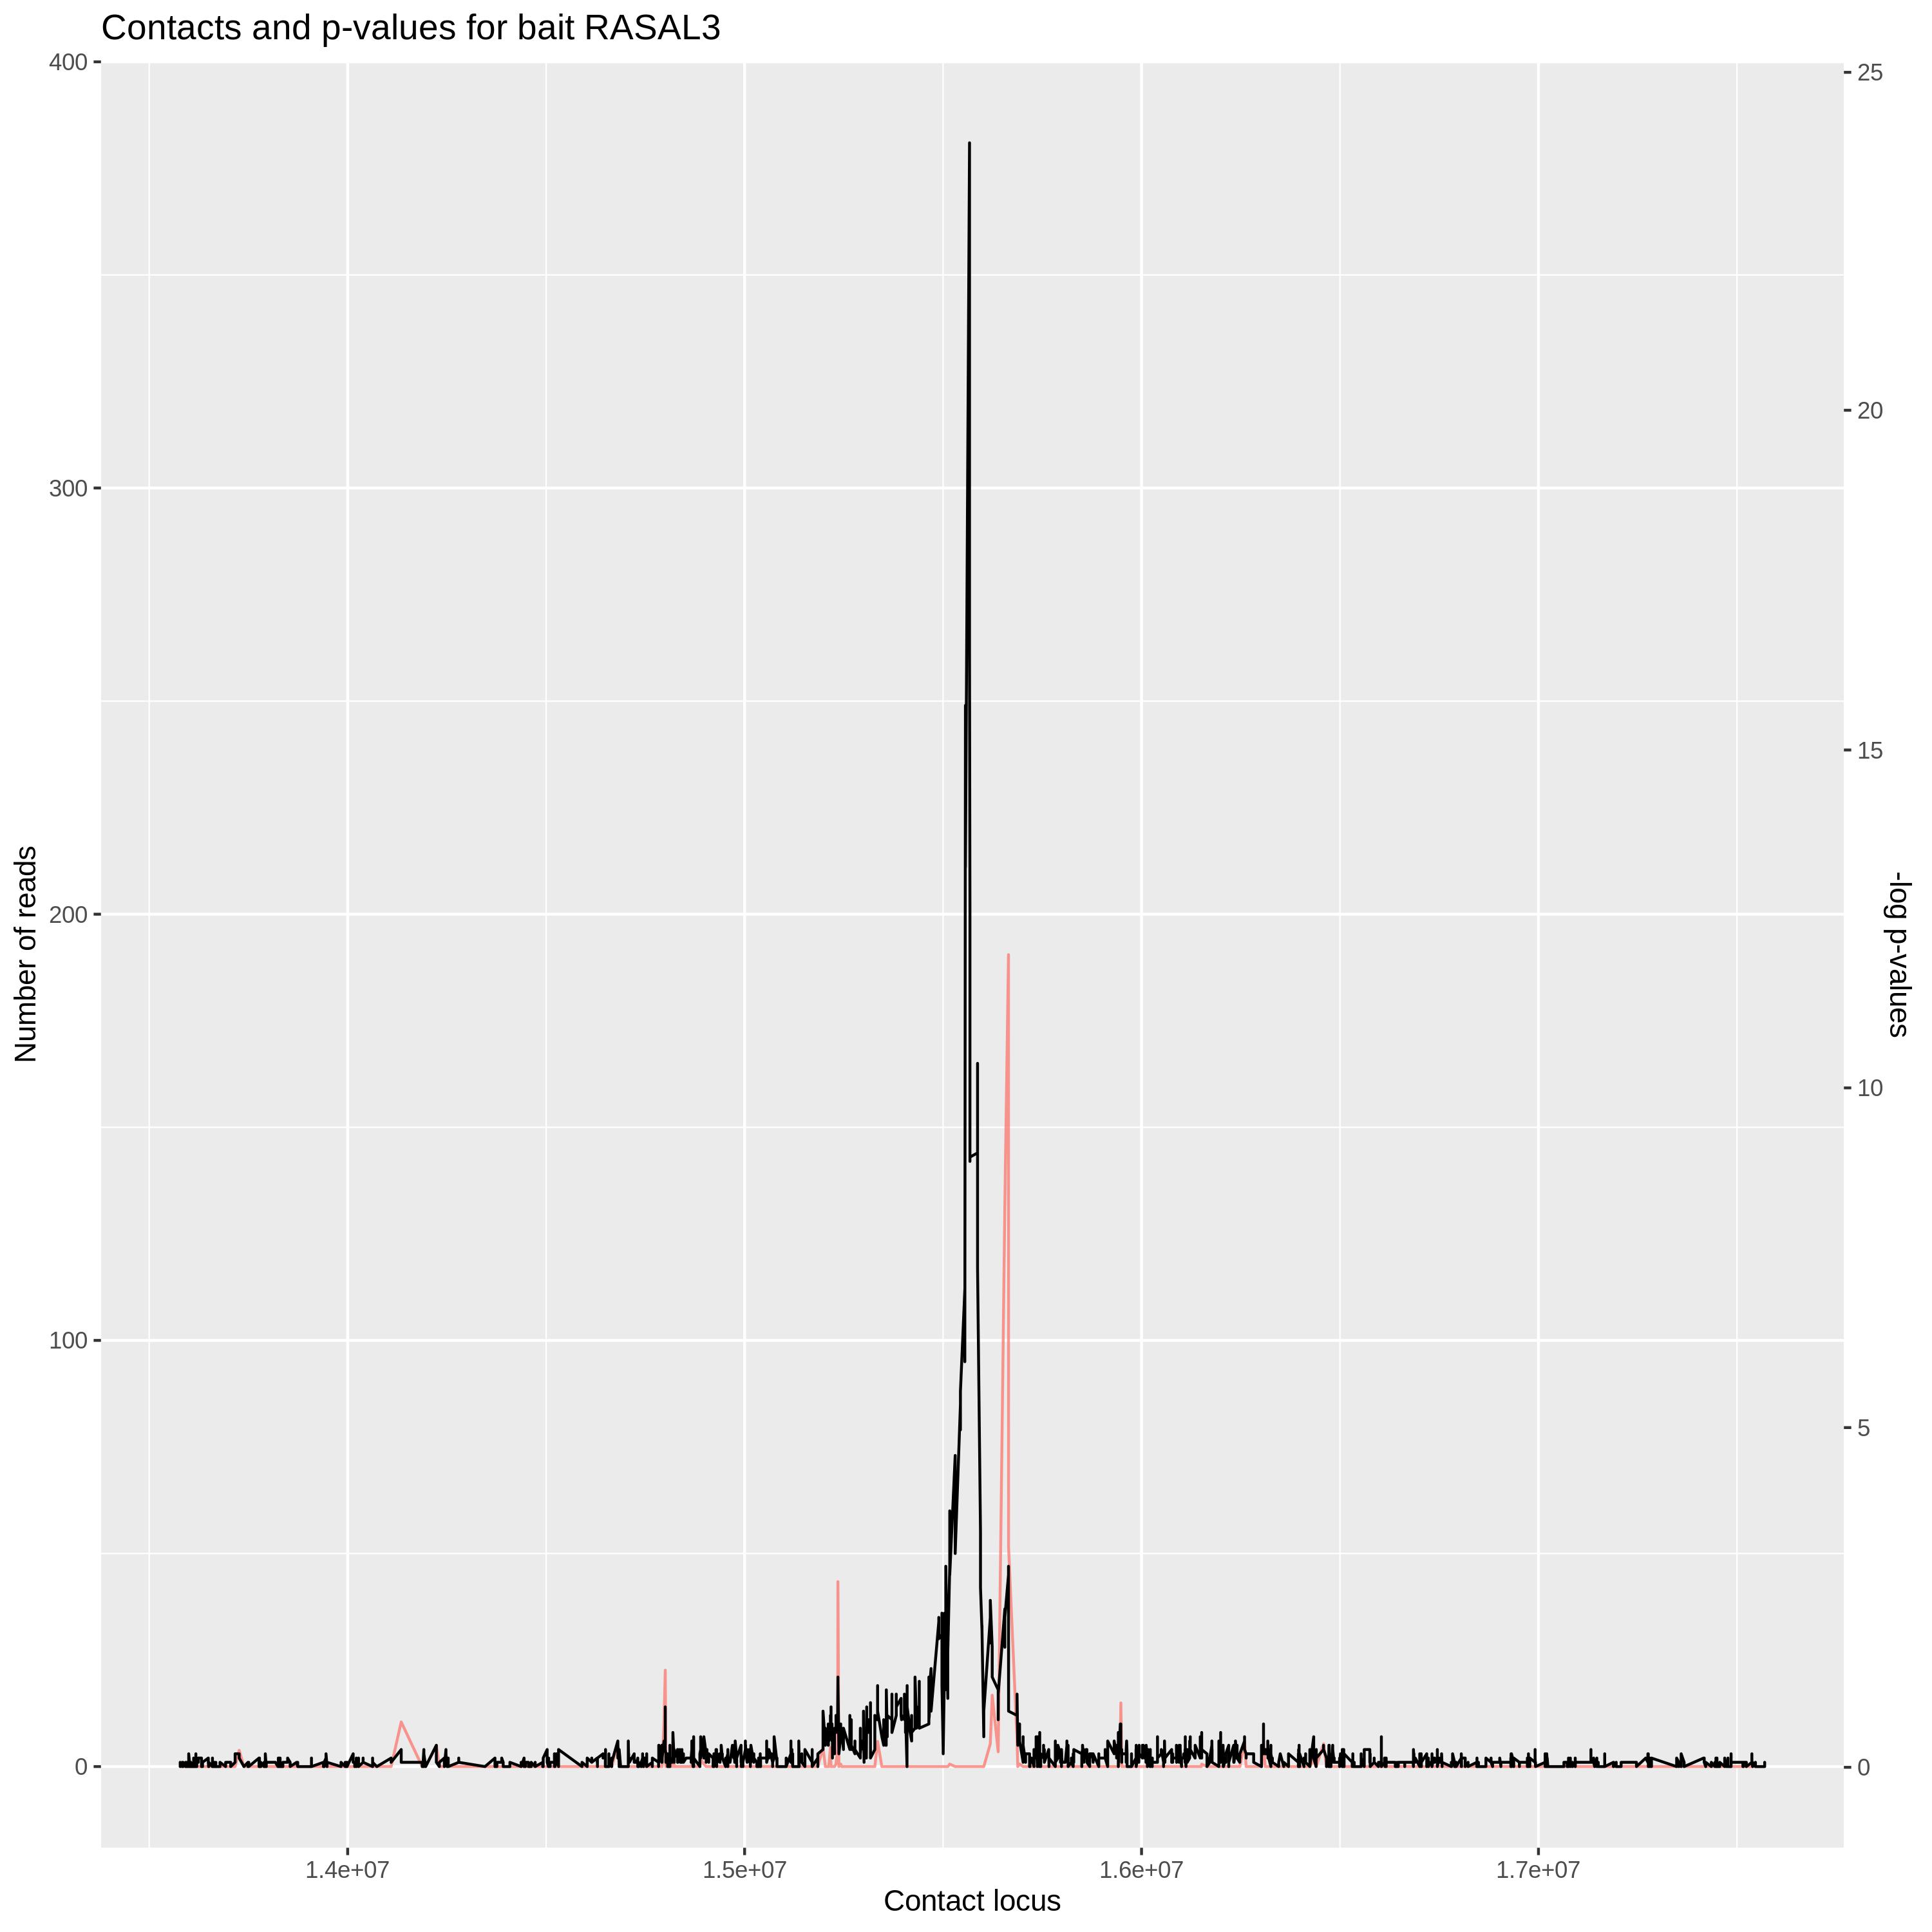 Contacts and p-values for bait RASAL3
400
300
200
100
0
Number of reads
25
20
15
10
5
0
-log p-values
1.4e+07
1.5e+07
1.6e+07
1.7e+07
Contact locus